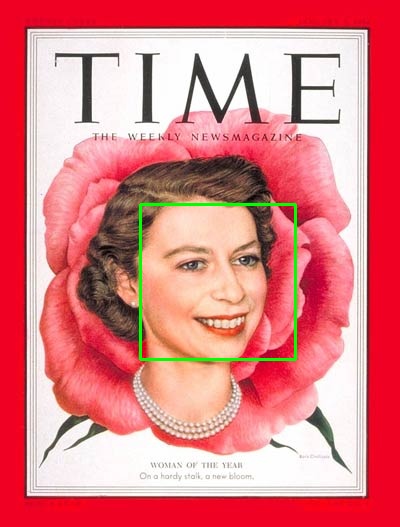 TIME
THE WEEKLY NEWSMAGAZINE
WOMAN OF THE YEAR
On a hardy stalk, a new bloom.